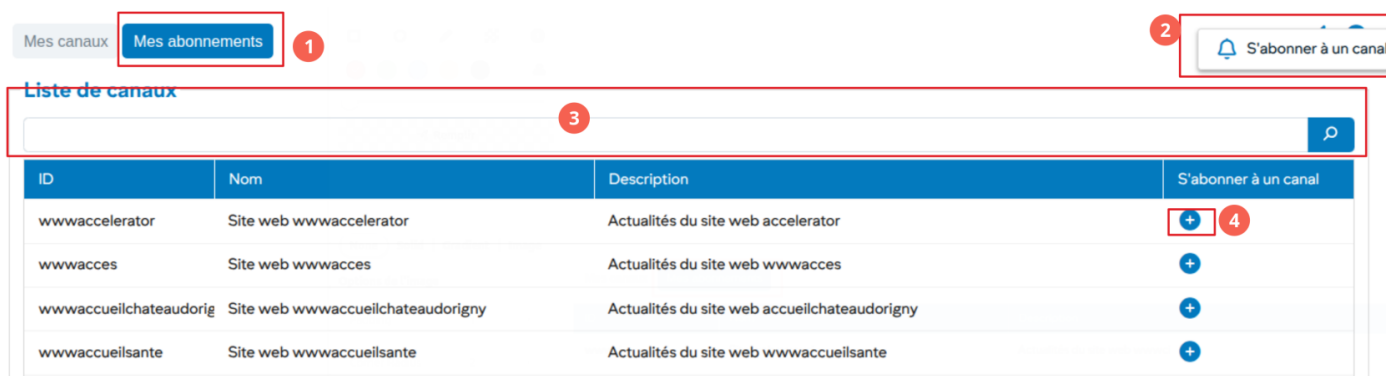 Mes canaux Mes abonnements 1 2 S'abonner à un canal
Liste de canaux
3
ID Nom Description S'abonner à un canal
wwwaccelerator Site web wwwaccelerator Actualités du site web accelerator 4
wwwacces Site web wwwacces Actualités du site web wwwacces
wwwaccueilchateaudorig Site web wwwaccueilchateaudorigny Actualités du site web accueilchateaudorigny
wwwaccueilsante Site web wwwaccueilsante Actualités du site web wwwaccueilsante